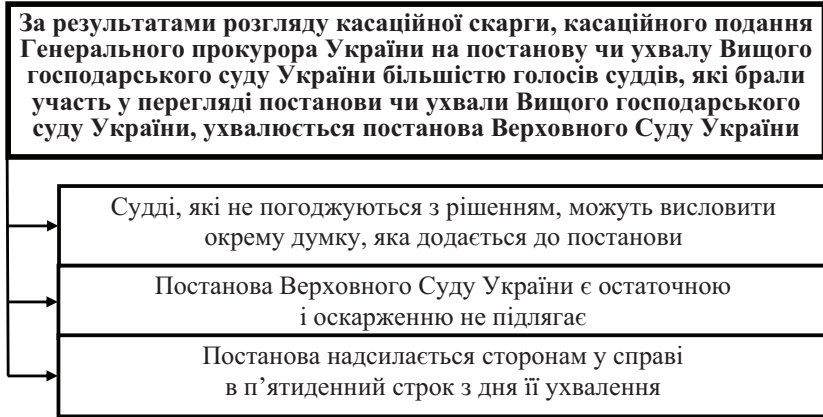 За результатами розгляду касаційної скарги, касаційного подання
Генерального прокурора України на постанову чи ухвалу Вищого
господарського суду України більшістю голосів суддів, які брали
участь у перегляді постанови чи ухвали Вищого господарського
суду України, ухвалюється постанова Верховного Суду України
Судді, які не погоджуються з рішенням, можуть висловити
окрему думку, яка додається до постанови
Постанова Верховного Суду України є остаточною
і оскарженню не підлягає
Постанова надсилається сторонам у справі
в п’ятиденний строк з дня її ухвалення